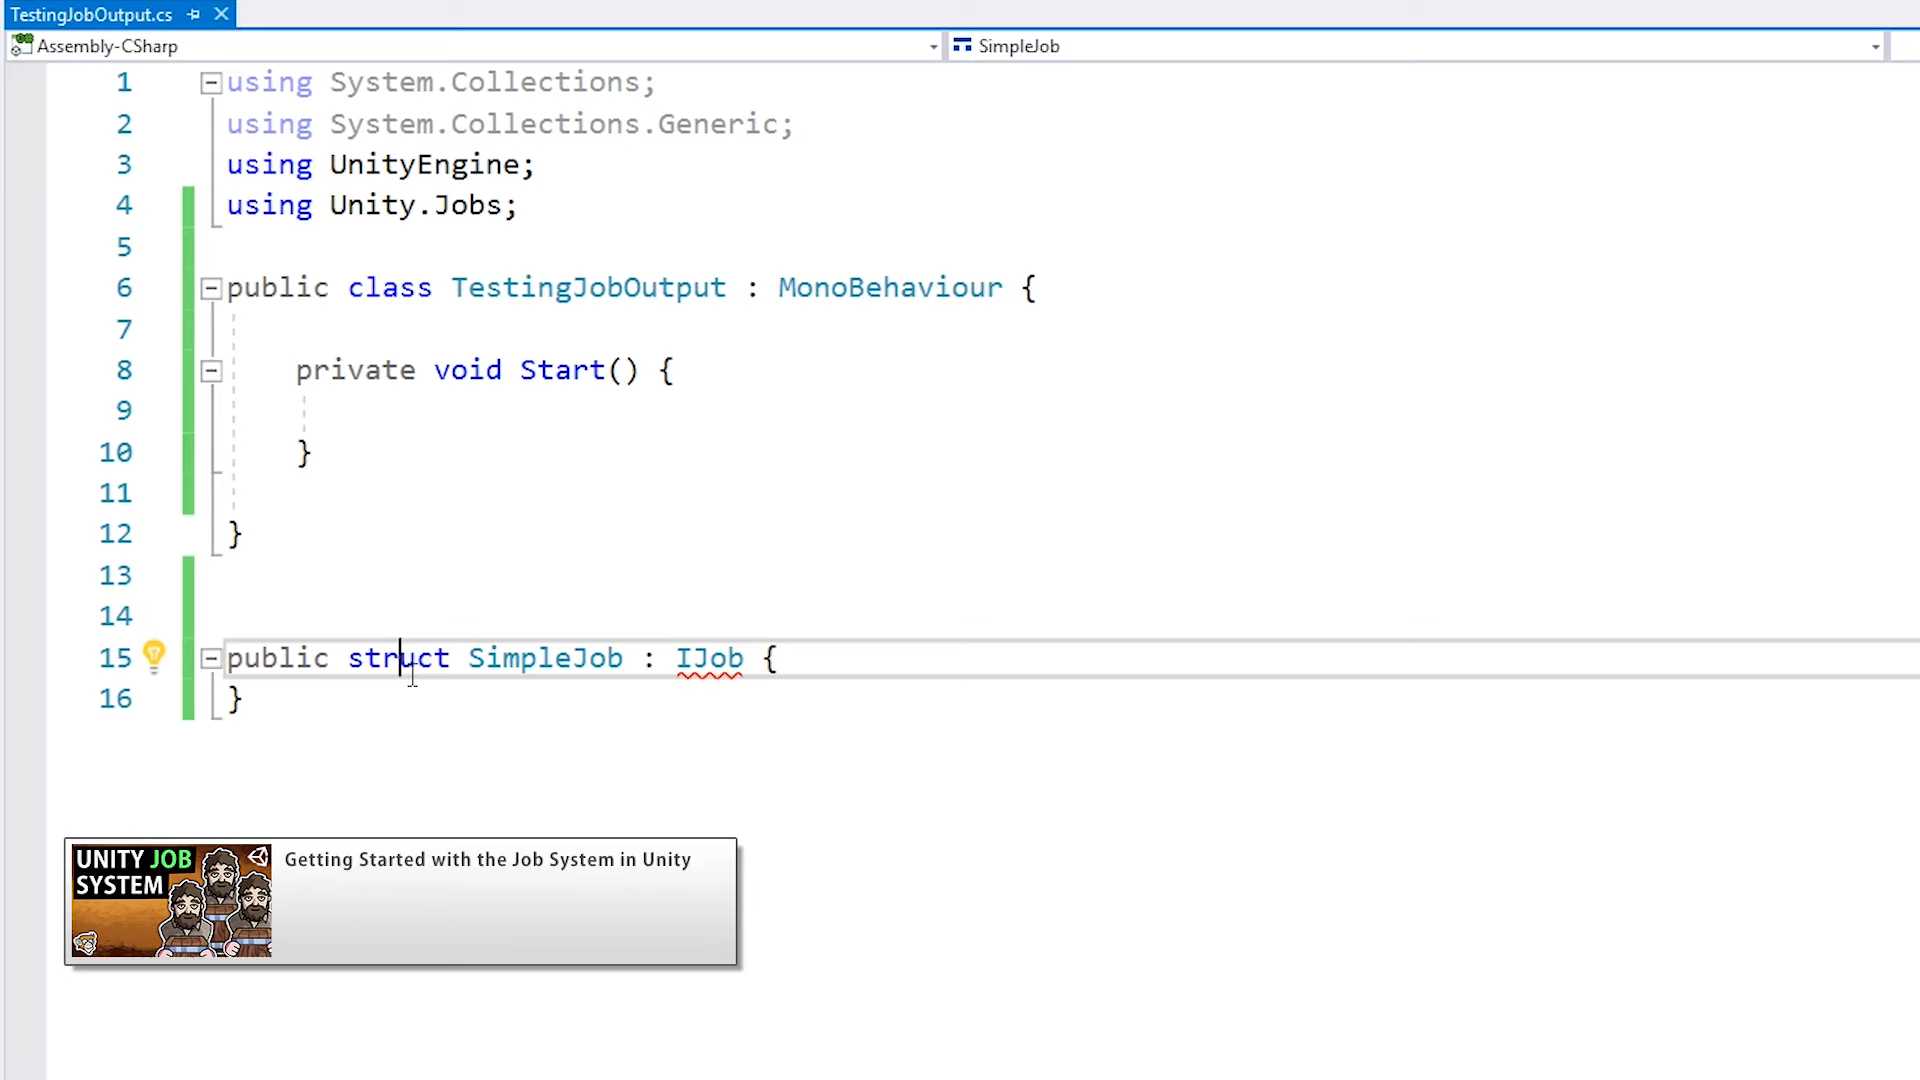 TestingJobOutput.cs
Assembly-CSharp
SimpleJob
1 using System.Collections;
2 using System.Collections.Generic;
3 using UnityEngine;
4 using Unity.Jobs;
5
6 public class TestingJobOutput : MonoBehaviour {
7
8 private void Start() {
9
10 }
11
12 }
13
14
15 public struct SimpleJob : IJob {
16 }
UNITY JOB
SYSTEM
Getting Started with the Job System in Unity